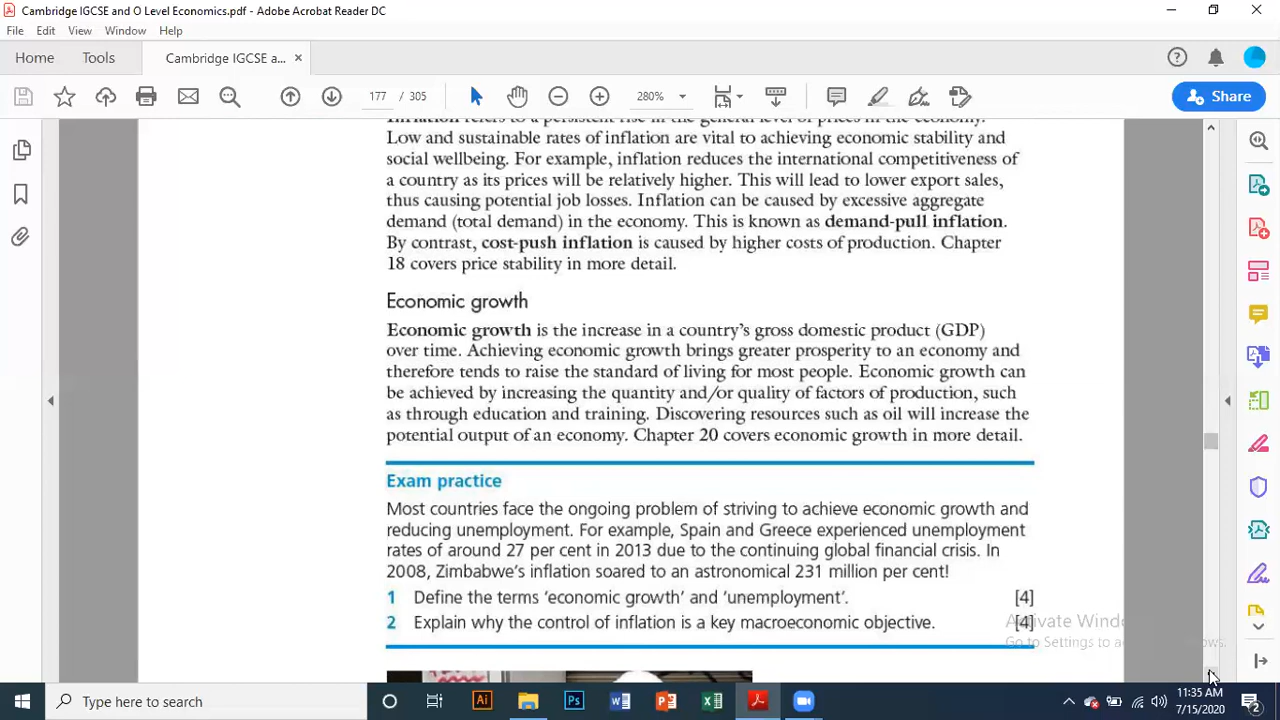 Cambridge IGCSE and O Level Economics.pdf - Adobe Acrobat Reader DC
File Edit View Window Help
Home Tools Cambridge IGCSE and O Level Economics... ×
177 / 305 280% Share
Inflation refers to a persistent rise in the general level of prices in the economy.
Low and sustainable rates of inflation are vital to achieving economic stability and
social wellbeing. For example, inflation reduces the international competitiveness of
a country as its prices will be relatively higher. This will lead to lower export sales,
thus causing potential job losses. Inflation can be caused by excessive aggregate
demand (total demand) in the economy. This is known as demand-pull inflation.
By contrast, cost-push inflation is caused by higher costs of production. Chapter
18 covers price stability in more detail.
Economic growth
Economic growth is the increase in a country's gross domestic product (GDP)
over time. Achieving economic growth brings greater prosperity to an economy and
therefore tends to raise the standard of living for most people. Economic growth can
be achieved by increasing the quantity and/or quality of factors of production, such
as through education and training. Discovering resources such as oil will increase the
potential output of an economy. Chapter 20 covers economic growth in more detail.
Exam practice
Most countries face the ongoing problem of striving to achieve economic growth and
reducing unemployment. For example, Spain and Greece experienced unemployment
rates of around 27 per cent in 2013 due to the continuing global financial crisis. In
2008, Zimbabwe's inflation soared to an astronomical 231 million per cent!
1 Define the terms 'economic growth' and 'unemployment'. [4]
2 Explain why the control of inflation is a key macroeconomic objective. [4]
Activate Windows
Go to Settings to activate Windows.
Type here to search
11:35 AM
7/15/2020
2